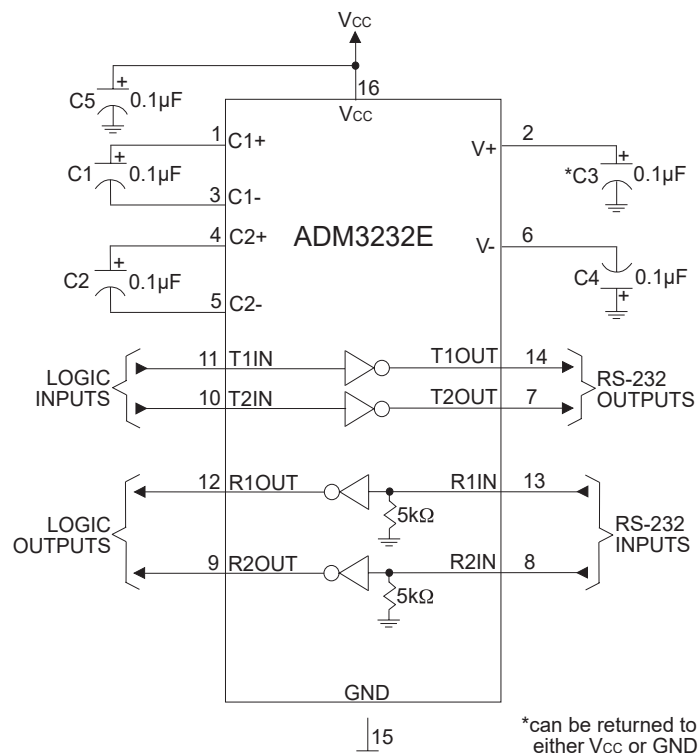 Vcc
16
C5
+
0.1µF
Vcc
1 C1+
V+ 2
C1
+
0.1µF
*C3
+
0.1µF
3 C1-
4 C2+
ADM3232E
V- 6
C2
+
0.1µF
C4
+
0.1µF
5 C2-
LOGIC
INPUTS
11 T1IN
T1OUT 14
10 T2IN
T2OUT 7
RS-232
OUTPUTS
LOGIC
OUTPUTS
12 R1OUT
R1IN 13
5kΩ
9 R2OUT
R2IN 8
5kΩ
RS-232
INPUTS
GND
15
*can be returned to
either Vcc or GND